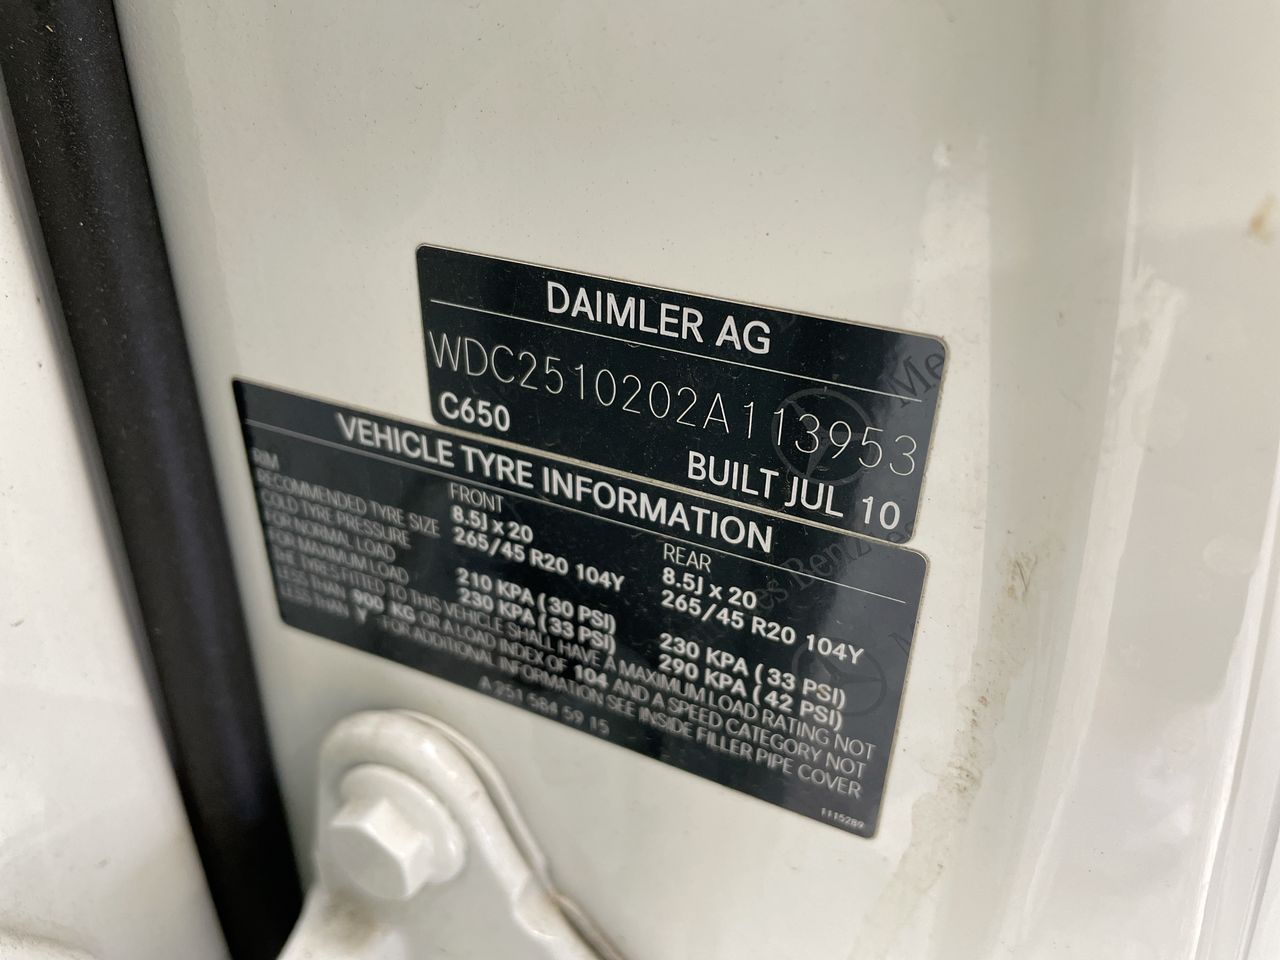 DAIMLER AG
WDC2510202A113953
C650
BUILT JUL 10
VEHICLE TYRE INFORMATION
FRONT REAR
RIM 8.5J x 20 8.5J x 20
RECOMMENDED TYRE SIZE 265/45 R20 104Y 265/45 R20 104Y
COLD TYRE PRESSURE
FOR NORMAL LOAD 210 KPA (30 PSI) 230 KPA (33 PSI)
FOR MAXIMUM LOAD 230 KPA (33 PSI) 290 KPA (42 PSI)
THE TYRES FITTED TO THIS VEHICLE SHALL HAVE A MAXIMUM LOAD RATING NOT
LESS THAN 900 KG OR A LOAD INDEX OF 104 AND A SPEED CATEGORY NOT
LESS THAN Y FOR ADDITIONAL INFORMATION SEE INSIDE FILLER PIPE COVER
A 251 584 59 15
1115289